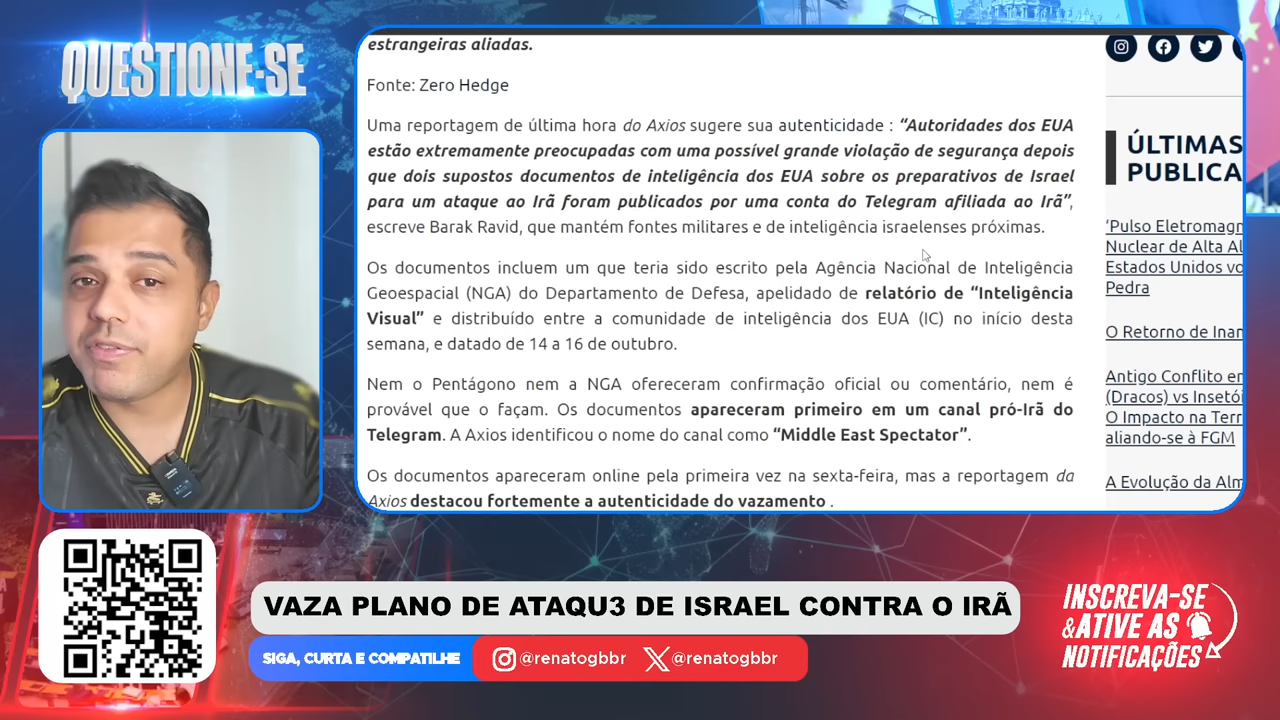 QUESTIONE-SE
estrangeiras aliadas.
Fonte: Zero Hedge
Uma reportagem de última hora do Axios sugere sua autenticidade : “Autoridades dos EUA
estão extremamente preocupadas com uma possível grande violação de segurança depois
que dois supostos documentos de inteligência dos EUA sobre os preparativos de Israel
para um ataque ao Irã foram publicados por uma conta do Telegram afiliada ao Irã”,
escreve Barak Ravid, que mantém fontes militares e de inteligência israelenses próximas.
Os documentos incluem um que teria sido escrito pela Agência Nacional de Inteligência
Geoespacial (NGA) do Departamento de Defesa, apelidado de relatório de “Inteligência
Visual” e distribuído entre a comunidade de inteligência dos EUA (IC) no início desta
semana, e datado de 14 a 16 de outubro.
Nem o Pentágono nem a NGA ofereceram confirmação oficial ou comentário, nem é
provável que o façam. Os documentos apareceram primeiro em um canal pró-Irã do
Telegram. A Axios identificou o nome do canal como “Middle East Spectator”.
Os documentos apareceram online pela primeira vez na sexta-feira, mas a reportagem da
Axios destacou fortemente a autenticidade do vazamento .
ÚLTIMAS
PUBLICA
‘Pulso Eletromagn
Nuclear de Alta Al
Estados Unidos vo
Pedra
O Retorno de Inan
Antigo Conflito en
(Dracos) vs Insetói
O Impacto na Terr
aliando-se à FGM
A Evolução da Alm
VAZA PLANO DE ATAQU3 DE ISRAEL CONTRA O IRÃ
SIGA, CURTA E COMPATILHE
@renatogbbr
@renatogbbr
INSCREVA-SE
&ATIVE AS
NOTIFICAÇÕES